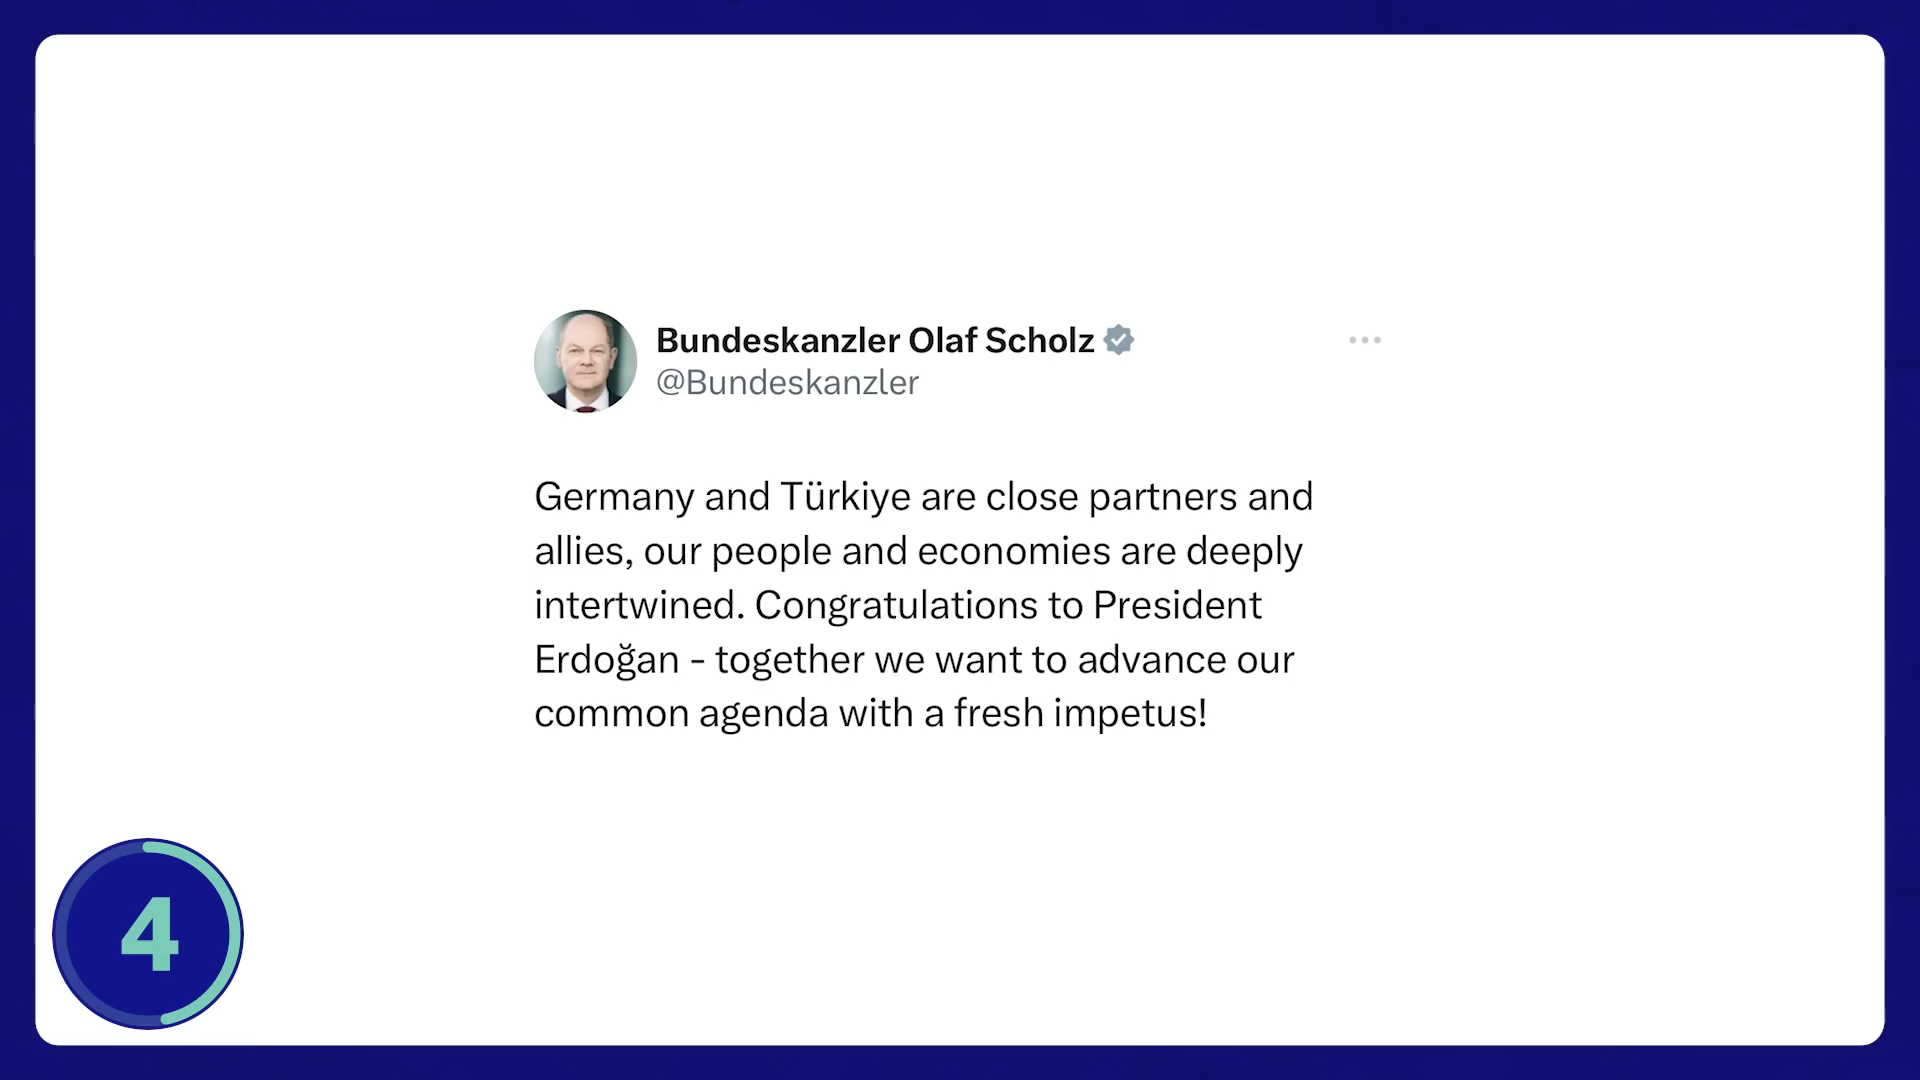 Bundeskanzler Olaf Scholz
@Bundeskanzler
Germany and Türkiye are close partners and
allies, our people and economies are deeply
intertwined. Congratulations to President
Erdoğan - together we want to advance our
common agenda with a fresh impetus!
4